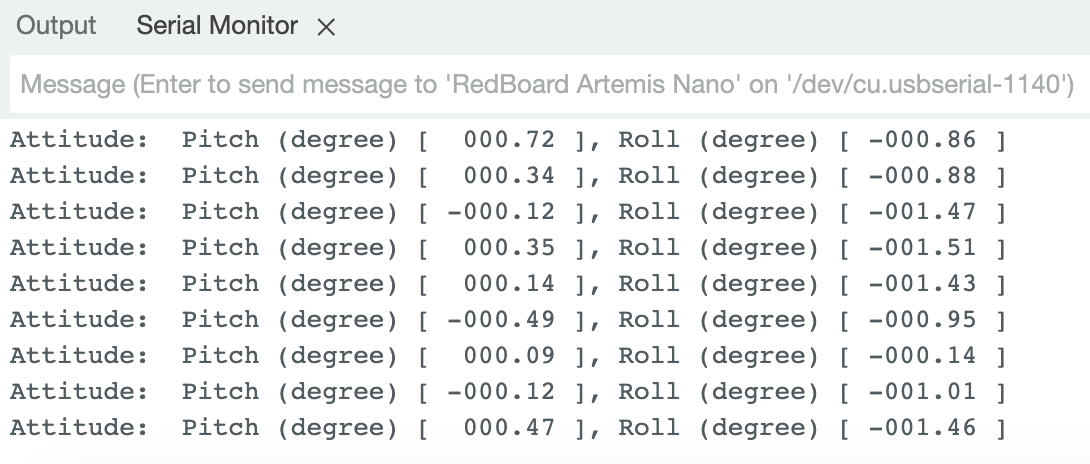 Output Serial Monitor ×
Message (Enter to send message to 'RedBoard Artemis Nano' on '/dev/cu.usbserial-1140')
Attitude:  Pitch (degree) [  000.72 ], Roll (degree) [ -000.86 ]
Attitude:  Pitch (degree) [  000.34 ], Roll (degree) [ -000.88 ]
Attitude:  Pitch (degree) [ -000.12 ], Roll (degree) [ -001.47 ]
Attitude:  Pitch (degree) [  000.35 ], Roll (degree) [ -001.51 ]
Attitude:  Pitch (degree) [  000.14 ], Roll (degree) [ -001.43 ]
Attitude:  Pitch (degree) [ -000.49 ], Roll (degree) [ -000.95 ]
Attitude:  Pitch (degree) [  000.09 ], Roll (degree) [ -000.14 ]
Attitude:  Pitch (degree) [ -000.12 ], Roll (degree) [ -001.01 ]
Attitude:  Pitch (degree) [  000.47 ], Roll (degree) [ -001.46 ]